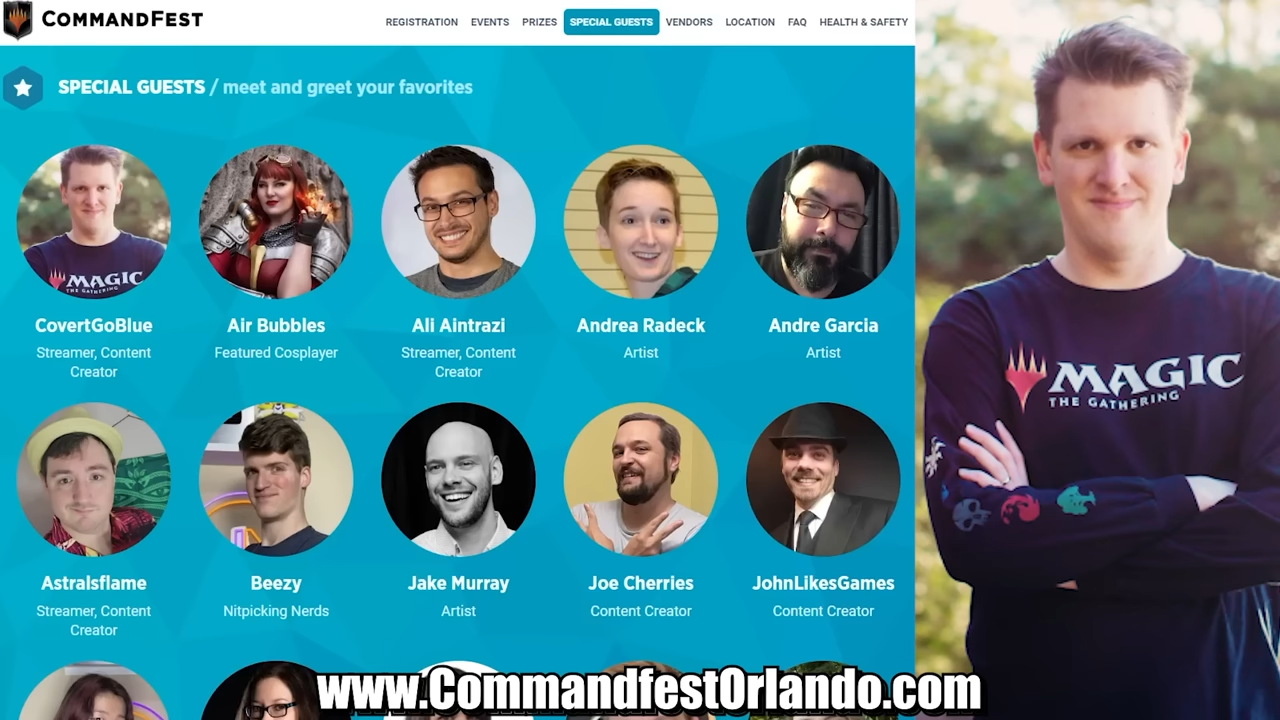 COMMANDFEST
REGISTRATION EVENTS PRIZES SPECIAL GUESTS VENDORS LOCATION FAQ HEALTH & SAFETY
SPECIAL GUESTS / meet and greet your favorites
MAGIC
THE GATHERING
CovertGoBlue
Streamer, Content
Creator
Air Bubbles
Featured Cosplayer
Ali Aintrazi
Streamer, Content
Creator
Andrea Radeck
Artist
Andre Garcia
Artist
Astralsflame
Streamer, Content
Creator
Beezy
Nitpicking Nerds
Jake Murray
Artist
Joe Cherries
Content Creator
JohnLikesGames
Content Creator
MAGIC
THE GATHERING
www.CommandfestOrlando.com